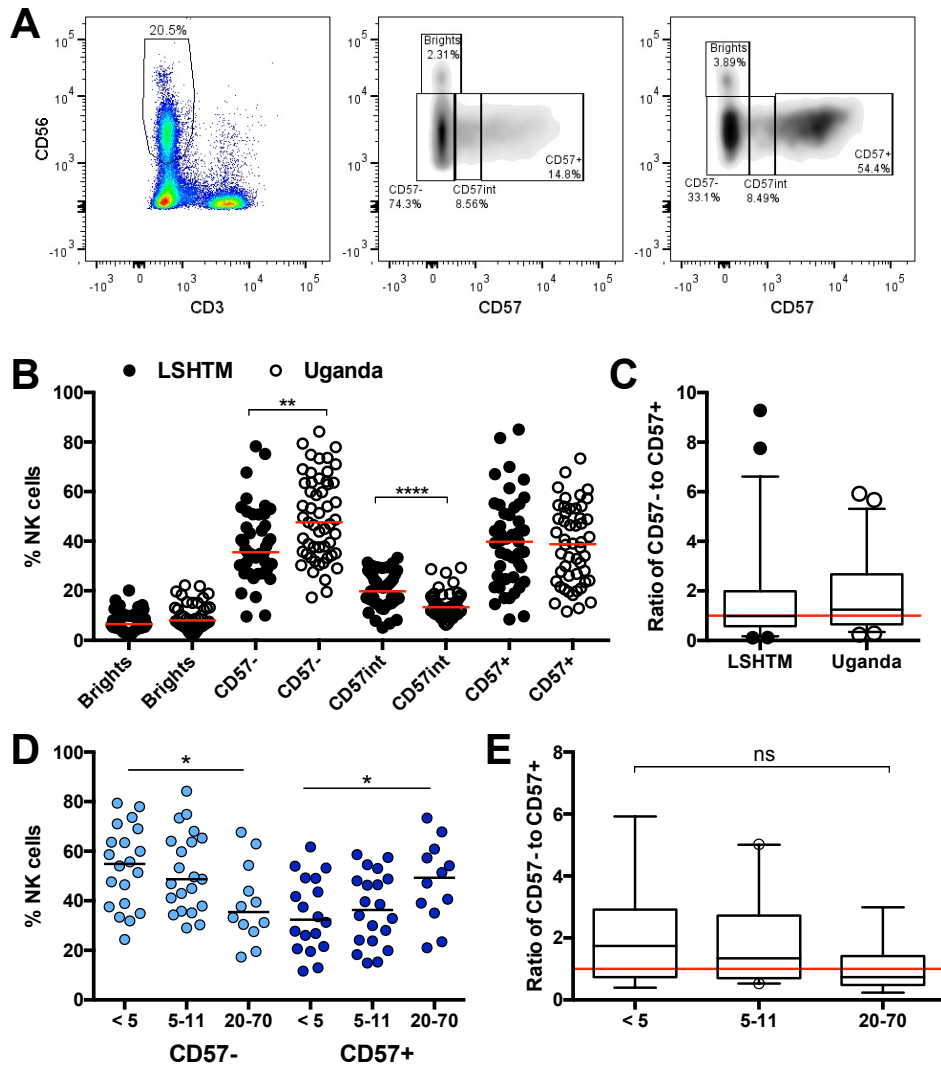 A
20.5%
CD56
10^5
10^4
10^3
0
-10^3
-10^3 0 10^3 10^4 10^5
CD3
Brights
2.31%
CD57+
14.8%
CD57-
74.3%
CD57int
8.56%
10^5
10^4
10^3
0
-10^3
-10^3 0 10^3 10^4 10^5
CD57
Brights
3.89%
CD57+
54.4%
CD57-
33.1%
CD57int
8.49%
10^5
10^4
10^3
0
-10^3
-10^3 0 10^3 10^4 10^5
CD57
B
LSHTM Uganda
% NK cells
100
80
60
40
20
0
**
****
Brights Brights CD57- CD57- CD57int CD57int CD57+ CD57+
C
Ratio of CD57- to CD57+
10
8
6
4
2
0
LSHTM Uganda
D
% NK cells
100
80
60
40
20
0
* *
< 5 5-11 20-70 < 5 5-11 20-70
CD57- CD57+
E
Ratio of CD57- to CD57+
8
6
4
2
0
ns
< 5 5-11 20-70